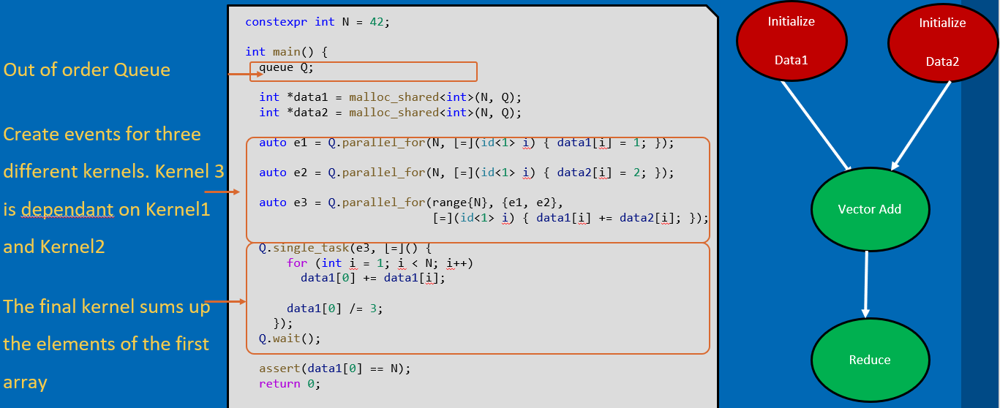 Out of order Queue
Create events for three
different kernels. Kernel 3
is dependant on Kernel1
and Kernel2
The final kernel sums up
the elements of the first
array
constexpr int N = 42;
int main() {
queue Q;
int *data1 = malloc_shared<int>(N, Q);
int *data2 = malloc_shared<int>(N, Q);
auto e1 = Q.parallel_for(N, [=](id<1> i) { data1[i] = 1; });
auto e2 = Q.parallel_for(N, [=](id<1> i) { data2[i] = 2; });
auto e3 = Q.parallel_for(range{N}, {e1, e2},
[=](id<1> i) { data1[i] += data2[i]; });
Q.single_task(e3, [=]() {
for (int i = 1; i < N; i++)
data1[0] += data1[i];
data1[0] /= 3;
});
Q.wait();
assert(data1[0] == N);
return 0;
Initialize
Data1
Initialize
Data2
Vector Add
Reduce